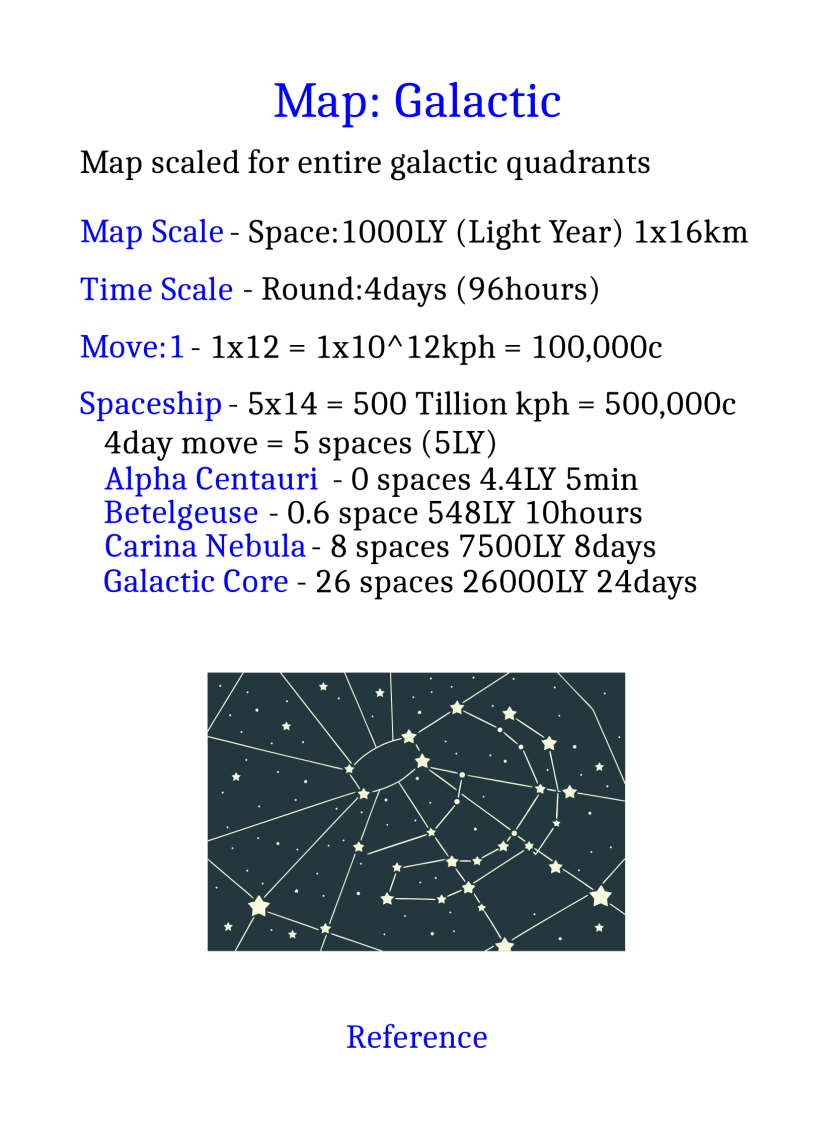 Map: Galactic
Map scaled for entire galactic quadrants
Map Scale - Space:1000LY (Light Year) 1x16km
Time Scale - Round:4days (96hours)
Move:1 - 1x12 = 1x10^12kph = 100,000c
Spaceship - 5x14 = 500 Tillion kph = 500,000c
4day move = 5 spaces (5LY)
Alpha Centauri - 0 spaces 4.4LY 5min
Betelgeuse - 0.6 space 548LY 10hours
Carina Nebula - 8 spaces 7500LY 8days
Galactic Core - 26 spaces 26000LY 24days
Reference